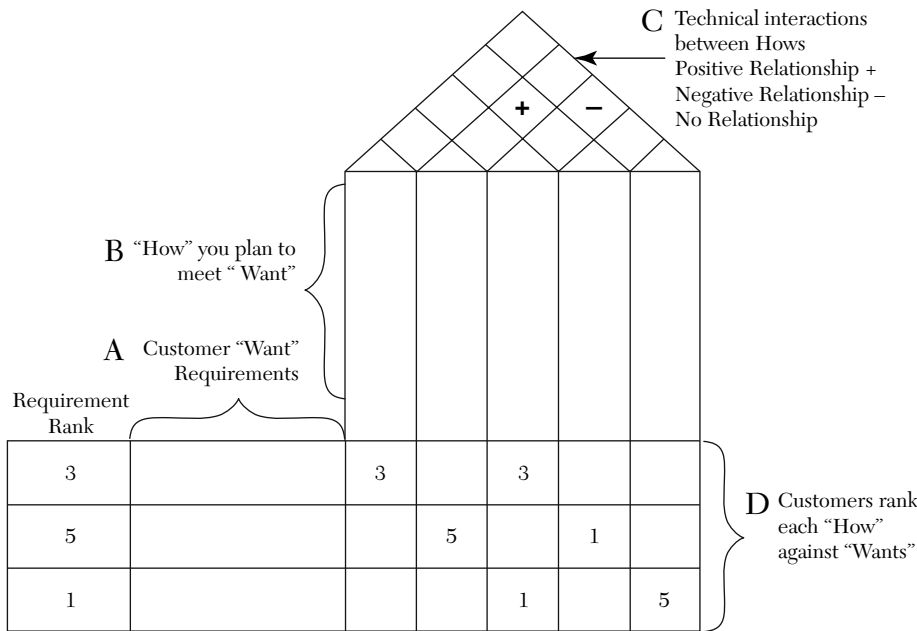 C Technical interactions
between Hows
Positive Relationship +
Negative Relationship –
No Relationship
+ –
B “How” you plan to
meet “ Want”
A Customer “Want”
Requirements
Requirement
Rank
3 3 3
5 5 1
1 1 5
D Customers rank
each “How”
against “Wants”